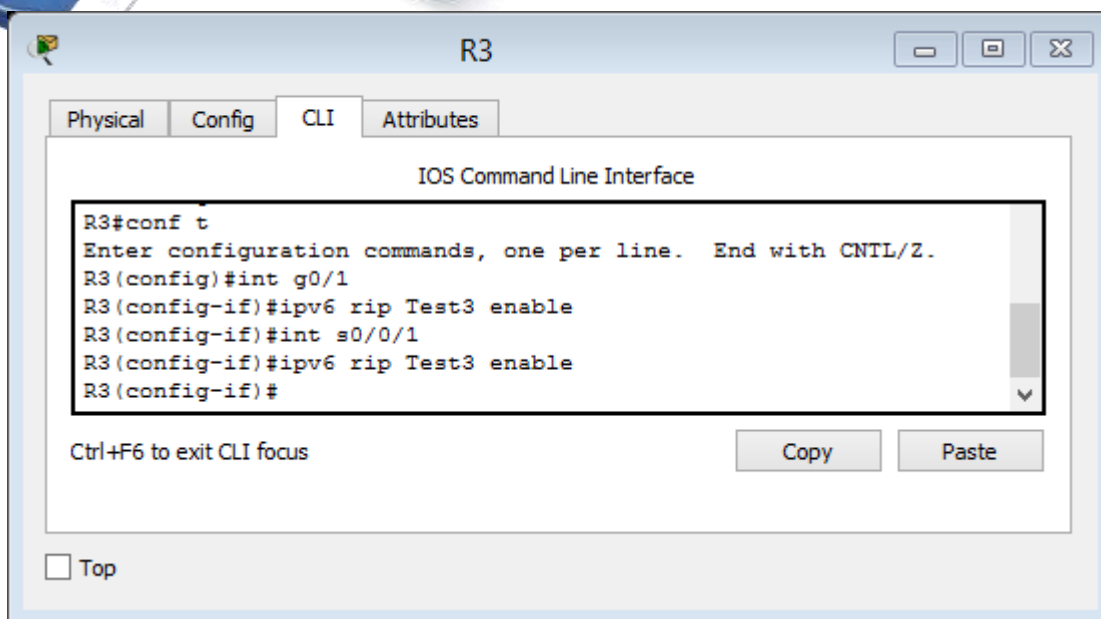 R3
Physical Config CLI Attributes
IOS Command Line Interface
R3#conf t
Enter configuration commands, one per line.  End with CNTL/Z.
R3(config)#int g0/1
R3(config-if)#ipv6 rip Test3 enable
R3(config-if)#int s0/0/1
R3(config-if)#ipv6 rip Test3 enable
R3(config-if)#
Ctrl+F6 to exit CLI focus Copy Paste
Top